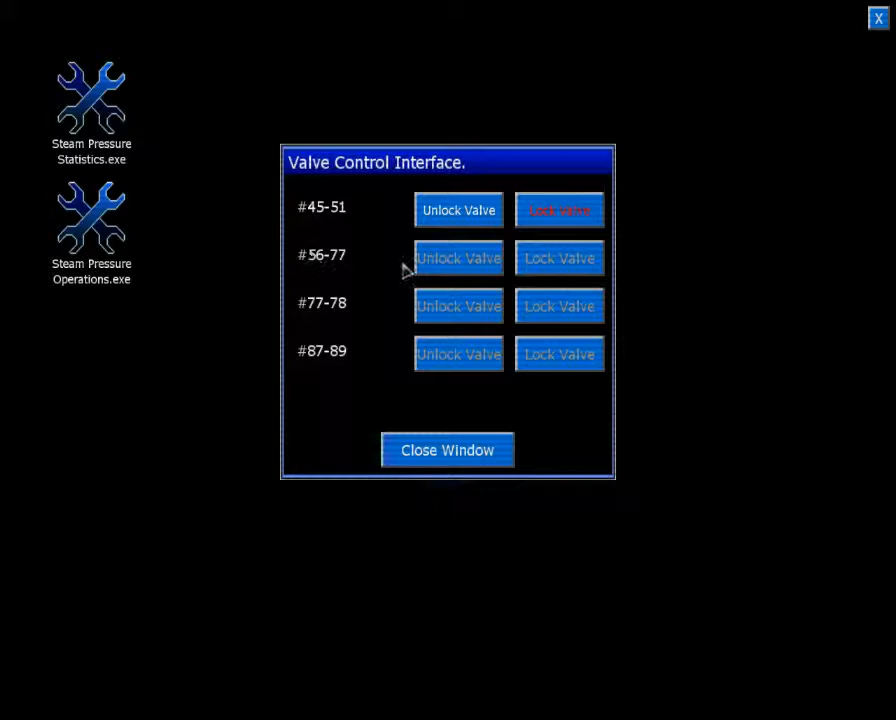 X
Steam Pressure
Statistics.exe
Steam Pressure
Operations.exe
Valve Control Interface.
#45-51 Unlock Valve Lock Valve
#56-77 Unlock Valve Lock Valve
#77-78 Unlock Valve Lock Valve
#87-89 Unlock Valve Lock Valve
Close Window